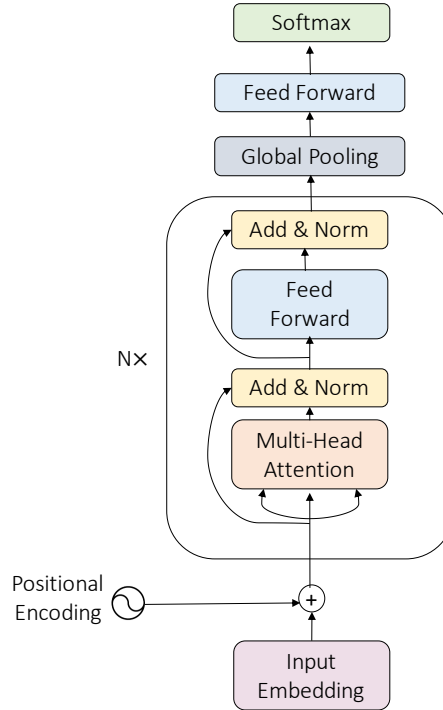 Softmax
Feed Forward
Global Pooling
Add & Norm
Feed
Forward
N×
Add & Norm
Multi-Head
Attention
Positional
Encoding
+
Input
Embedding